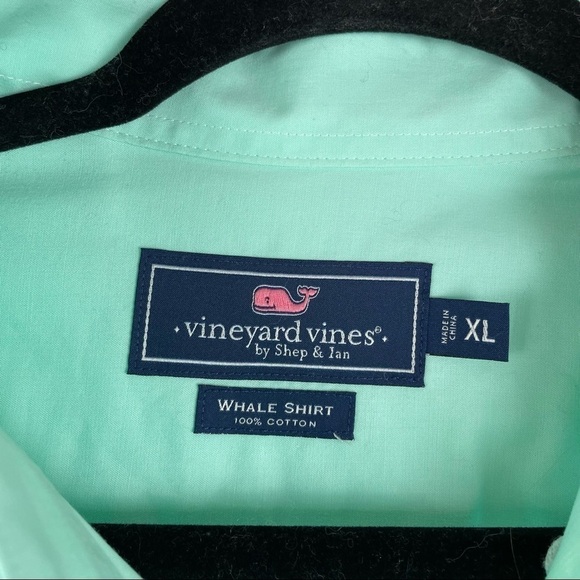 vineyard vines®
by Shep & Ian
MADE IN
CHINA
XL
WHALE SHIRT
100% COTTON